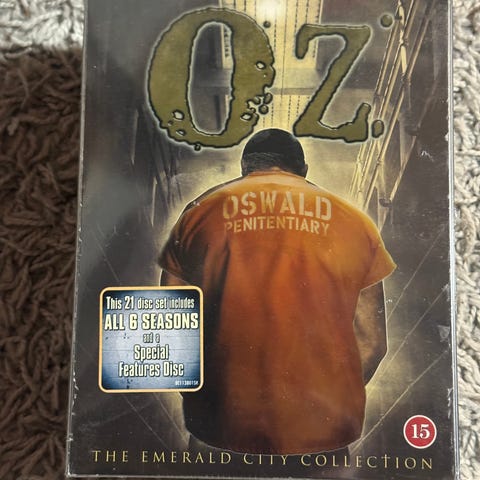 OZ.
OSWALD
PENITENTIARY
This 21 disc set includes
ALL 6 SEASONS
and a
Special
Features Disc
15
THE EMERALD CITY COLLECTION